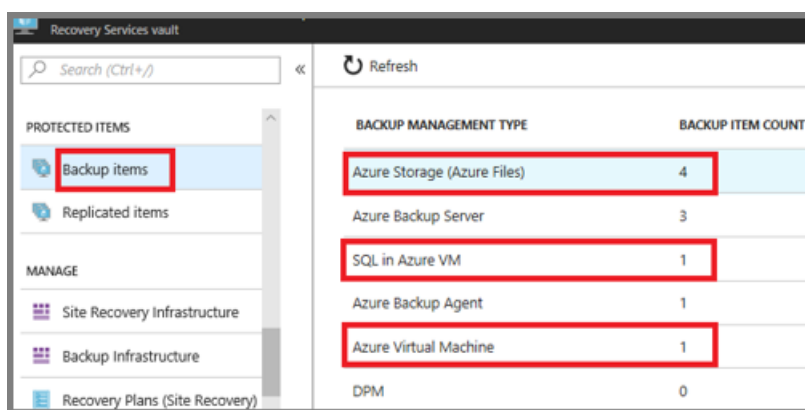 Recovery Services vault
Search (Ctrl+/)
«
Refresh
PROTECTED ITEMS
Backup items
Replicated items
MANAGE
Site Recovery Infrastructure
Backup Infrastructure
Recovery Plans (Site Recovery)
BACKUP MANAGEMENT TYPE BACKUP ITEM COUNT
Azure Storage (Azure Files) 4
Azure Backup Server 3
SQL in Azure VM 1
Azure Backup Agent 1
Azure Virtual Machine 1
DPM 0